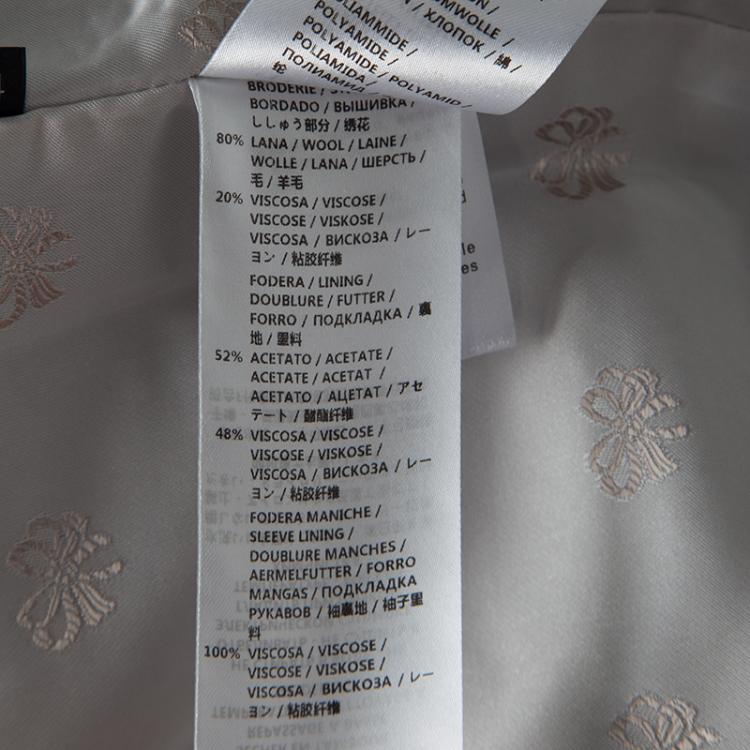 WOLLE /
ХЛОПОК / 綿 /
POLIAMMIDE /
POLYAMIDE /
POLYAMIDE / POLYAMID /
POLIAMIDA /
ПОЛИАМИД
纶
BRODERIE /
BORDADO / ВЫШИВКА /
ししゅう部分 / 绣花
80% LANA / WOOL / LAINE /
WOLLE / LANA / ШЕРСТЬ /
毛 / 羊毛
20% VISCOSA / VISCOSE /
VISCOSE / VISKOSE /
VISCOSA / ВИСКОЗА / レー
ヨン / 粘胶纤维
FODERA / LINING /
DOUBLURE / FUTTER /
FORRO / ПОДКЛАДКА / 裏
地 / 里料
52% ACETATO / ACETATE /
ACETATE / ACETAT /
ACETATO / АЦЕТАТ / アセ
テート / 醋酯纤维
48% VISCOSA / VISCOSE /
VISCOSE / VISKOSE /
VISCOSA / ВИСКОЗА / レー
ヨン / 粘胶纤维
FODERA MANICHE /
SLEEVE LINING /
DOUBLURE MANCHES /
AERMELFUTTER / FORRO
MANGAS / ПОДКЛАДКА
РУКАВОВ / 袖裏地 / 袖子里
料
100% VISCOSA / VISCOSE /
VISCOSE / VISKOSE /
VISCOSA / ВИСКОЗА / レー
ヨン / 粘胶纤维